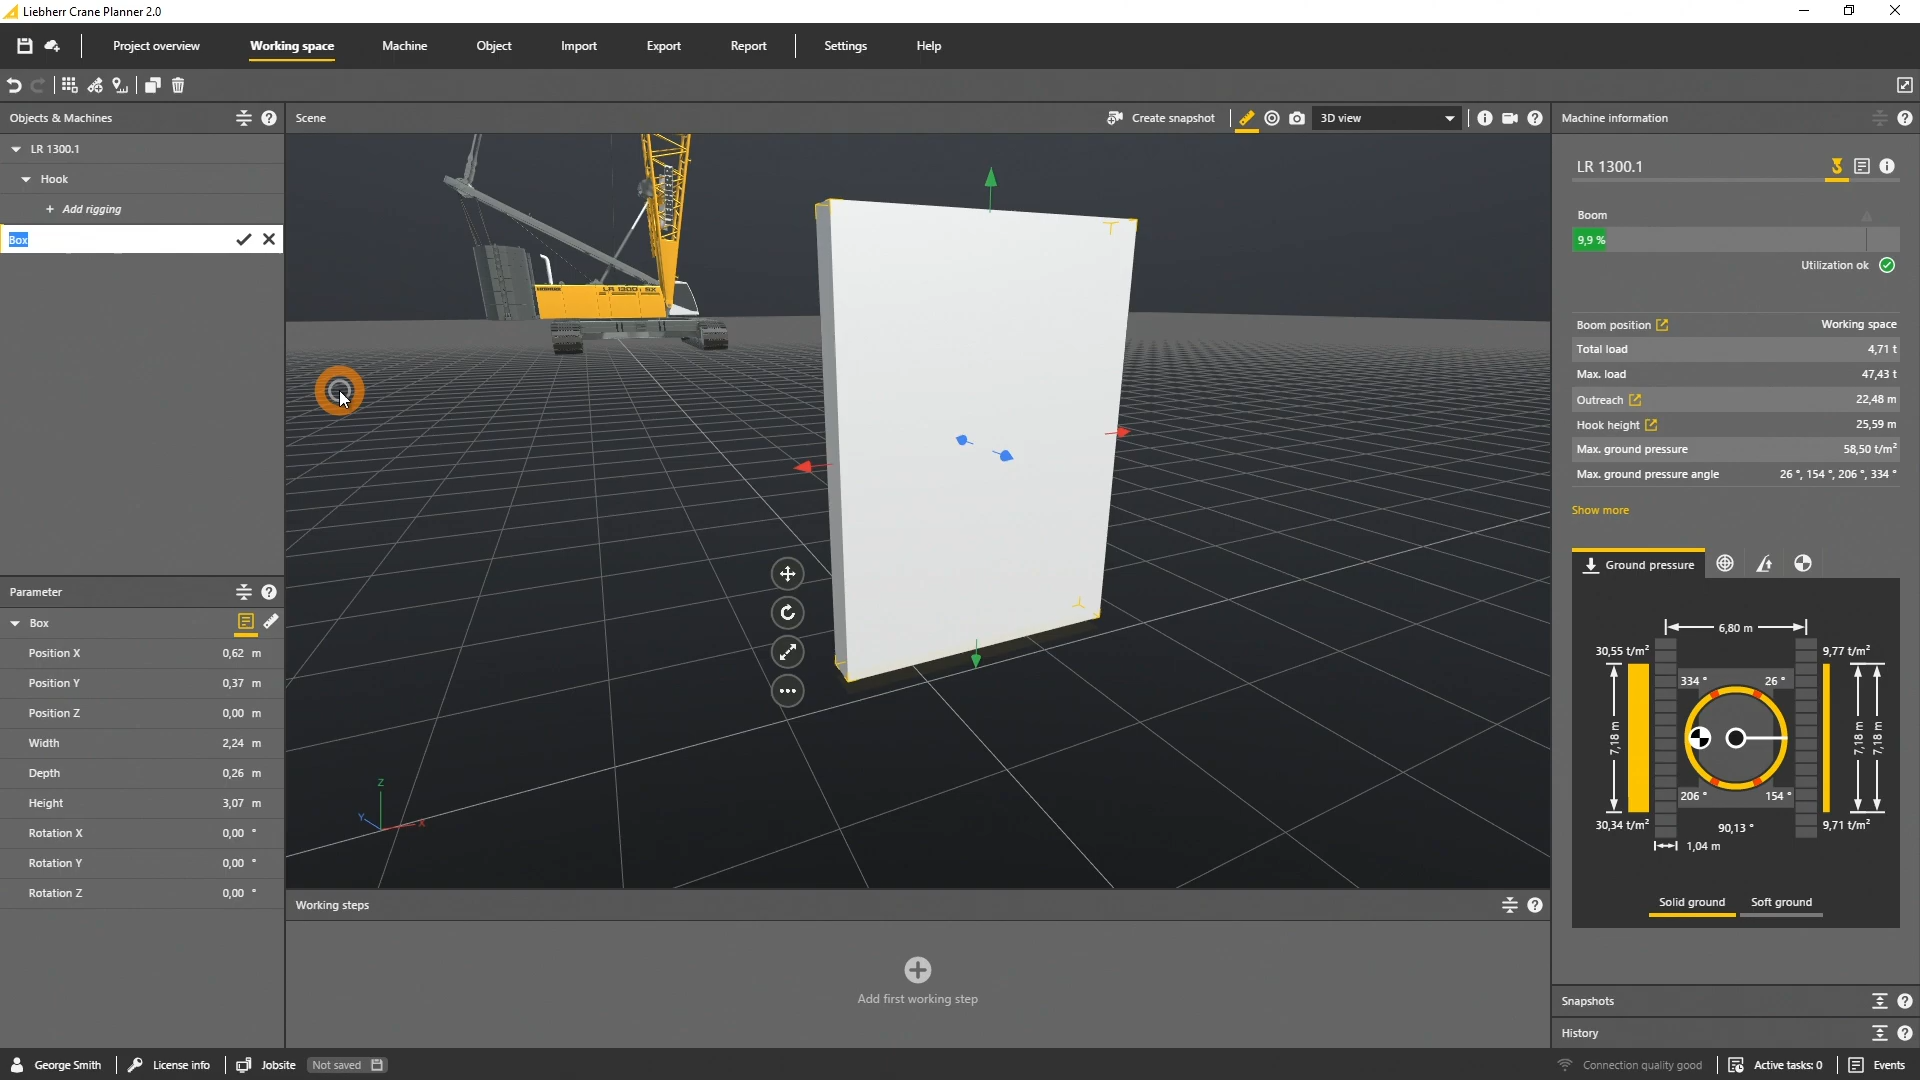 Liebherr Crane Planner 2.0
Project overview
Working space
Machine
Object
Import
Export
Report
Settings
Help
Objects & Machines
LR 1300.1
Hook
+ Add rigging
Box
Parameter
Box
Position X 0,62 m
Position Y 0,37 m
Position Z 0,00 m
Width 2,24 m
Depth 0,26 m
Height 3,07 m
Rotation X 0,00 °
Rotation Y 0,00 °
Rotation Z 0,00 °
Scene
Create snapshot
3D view
LIEBHERR
LR 1300 SX
Z
Y
X
Working steps
Add first working step
Machine information
LR 1300.1
Boom
9,9 %
Utilization ok
Boom position Working space
Total load 4,71 t
Max. load 47,43 t
Outreach 22,48 m
Hook height 25,59 m
Max. ground pressure 58,50 t/m²
Max. ground pressure angle 26 °, 154 °, 206 °, 334 °
Show more
Ground pressure
6,80 m
30,55 t/m²
9,77 t/m²
334 °
26 °
7,18 m
7,18 m
7,18 m
206 °
154 °
30,34 t/m²
90,13 °
9,71 t/m²
1,04 m
Solid ground
Soft ground
Snapshots
History
George Smith
License info
Jobsite
Not saved
Connection quality good
Active tasks: 0
Events